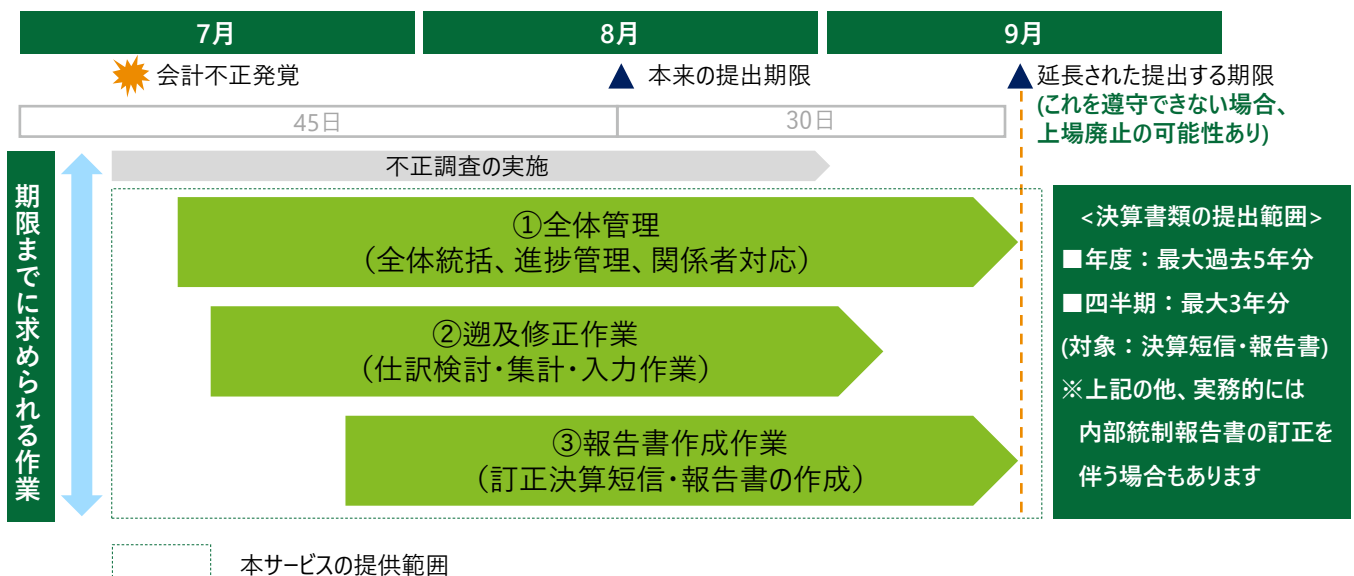 7月
8月
9月
会計不正発覚
本来の提出期限
延長された提出する期限
(これを遵守できない場合、
上場廃止の可能性あり)
45日
30日
期限までに求められる作業
不正調査の実施
①全体管理
（全体統括、進捗管理、関係者対応）
②遡及修正作業
（仕訳検討・集計・入力作業）
③報告書作成作業
（訂正決算短信・報告書の作成）
<決算書類の提出範囲>
■年度：最大過去5年分
■四半期：最大3年分
(対象：決算短信・報告書)
※上記の他、実務的には
内部統制報告書の訂正を
伴う場合もあります
本サービスの提供範囲